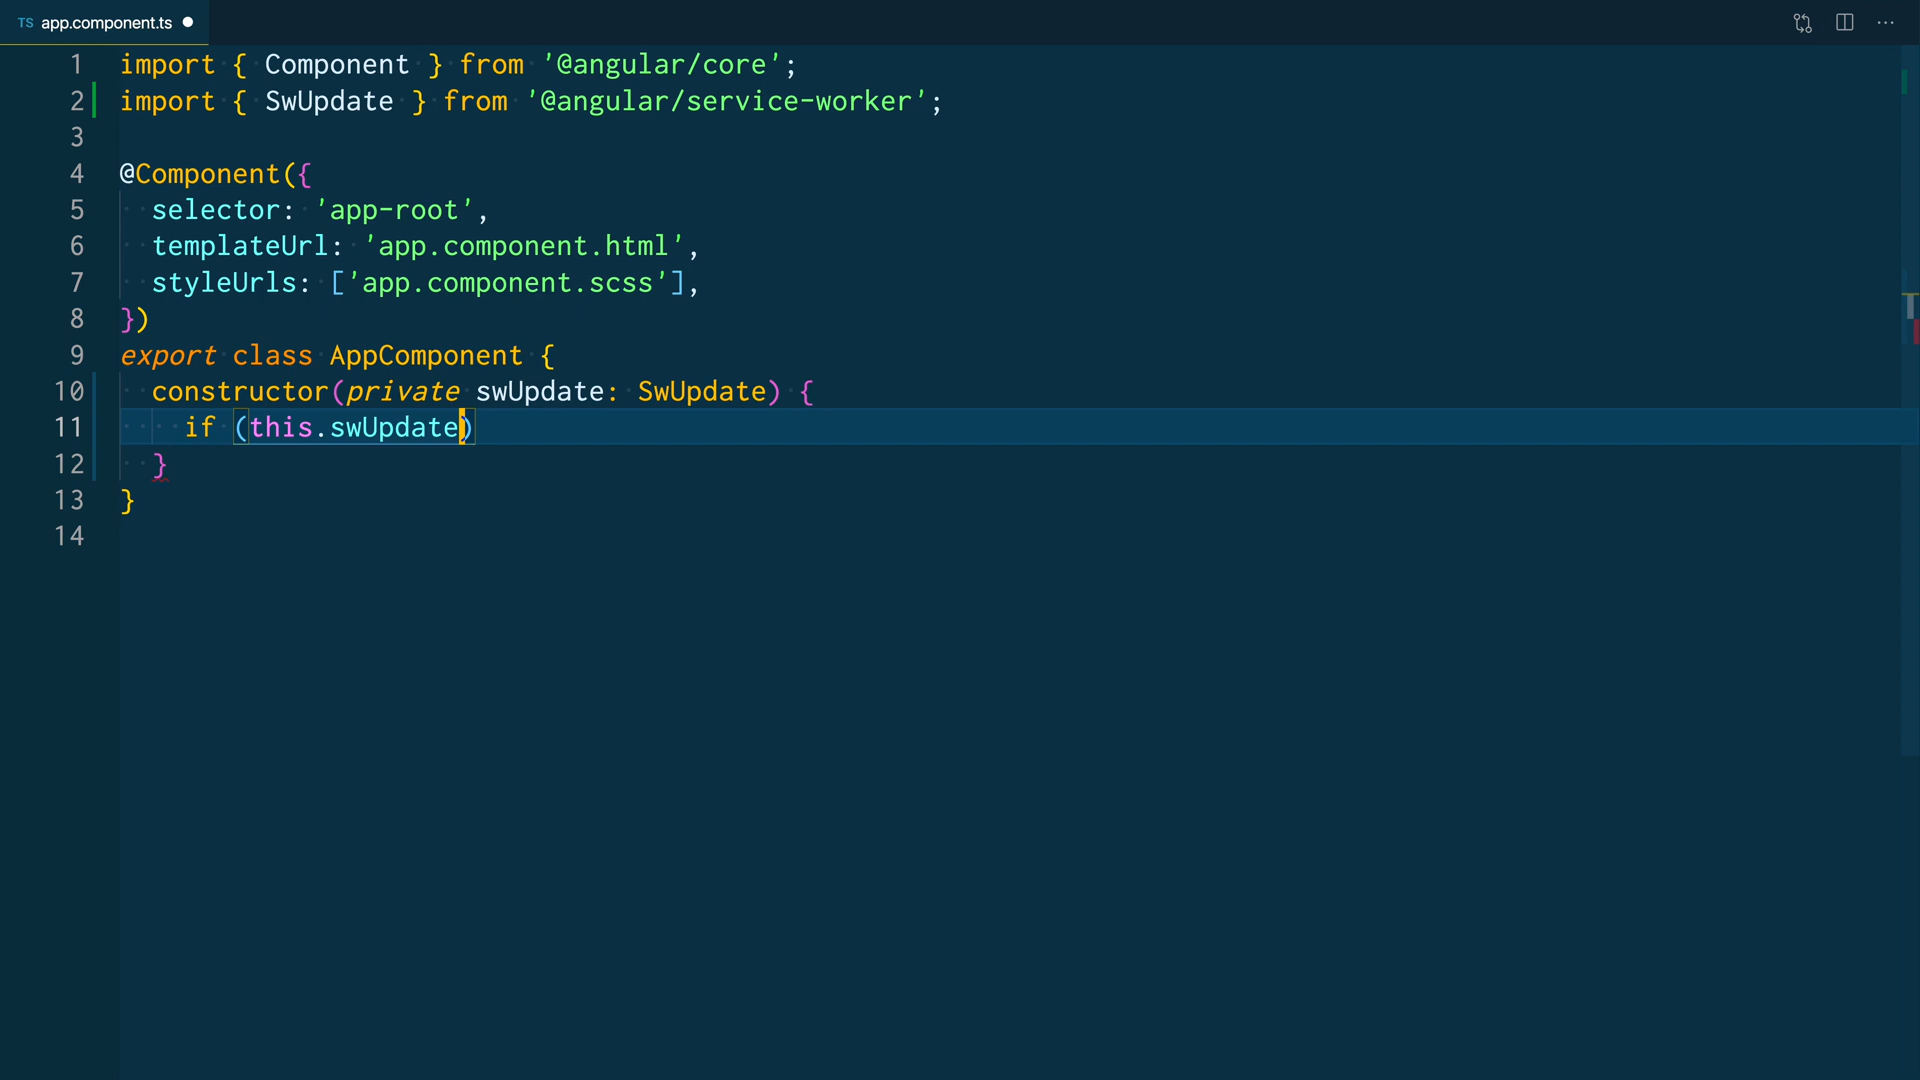 TS app.component.ts
1 import { Component } from '@angular/core';
2 import { SwUpdate } from '@angular/service-worker';
3
4 @Component({
5 selector: 'app-root',
6 templateUrl: 'app.component.html',
7 styleUrls: ['app.component.scss'],
8 })
9 export class AppComponent {
10 constructor(private swUpdate: SwUpdate) {
11 if (this.swUpdate)
12 }
13 }
14